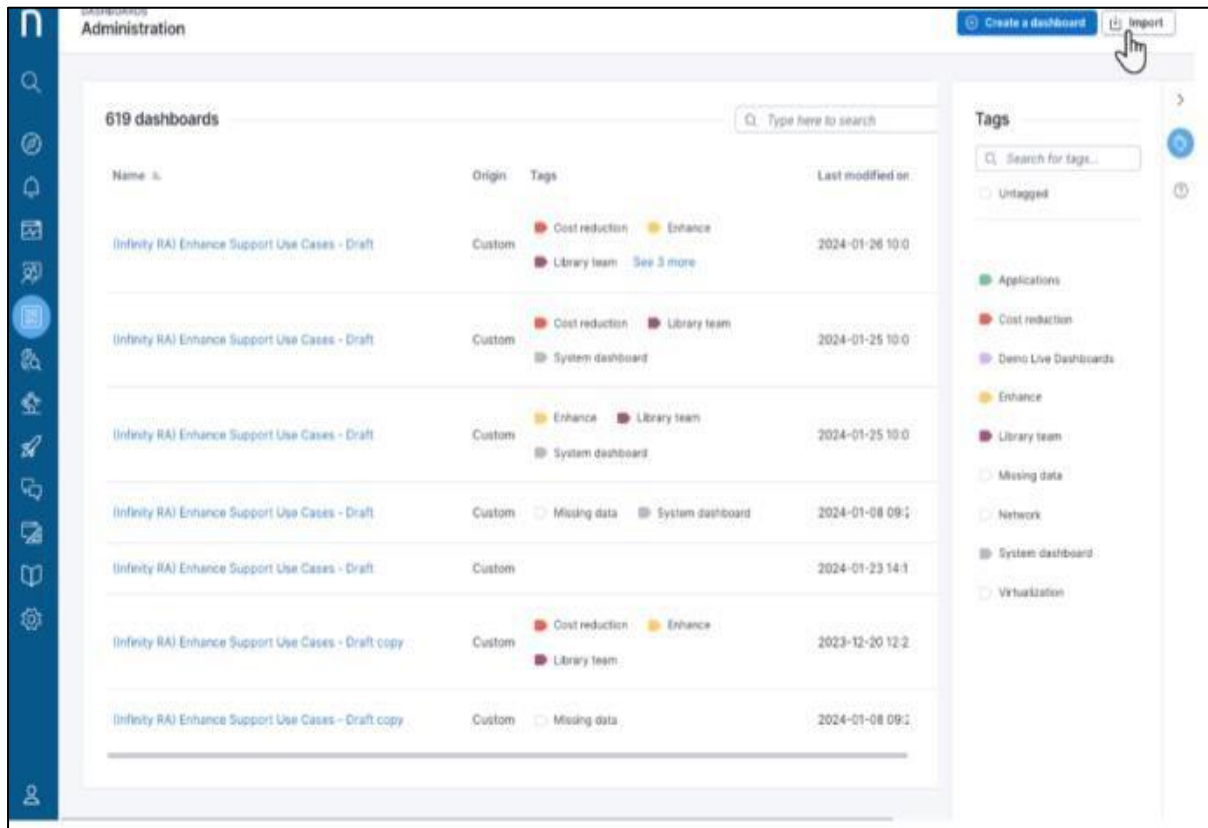 n
DASHBOARDS
Administration
Create a dashboard
Import
619 dashboards
Type here to search
Name
Origin
Tags
Last modified on
(Infinity RA) Enhance Support Use Cases - Draft
Custom
Cost reduction
Enhance
Library team
See 3 more
2024-01-26 10:0
(Infinity RA) Enhance Support Use Cases - Draft
Custom
Cost reduction
Library team
System dashboard
2024-01-25 10:0
(Infinity RA) Enhance Support Use Cases - Draft
Custom
Enhance
Library team
System dashboard
2024-01-25 10:0
(Infinity RA) Enhance Support Use Cases - Draft
Custom
Missing data
System dashboard
2024-01-08 09:
(Infinity RA) Enhance Support Use Cases - Draft
Custom
2024-01-23 14:1
(Infinity RA) Enhance Support Use Cases - Draft copy
Custom
Cost reduction
Enhance
Library team
2023-12-20 12:2
(Infinity RA) Enhance Support Use Cases - Draft copy
Custom
Missing data
2024-01-08 09:
Tags
Search for tags...
Untagged
Applications
Cost reduction
Demo Live Dashboards
Enhance
Library team
Missing data
Network
System dashboard
Virtualization